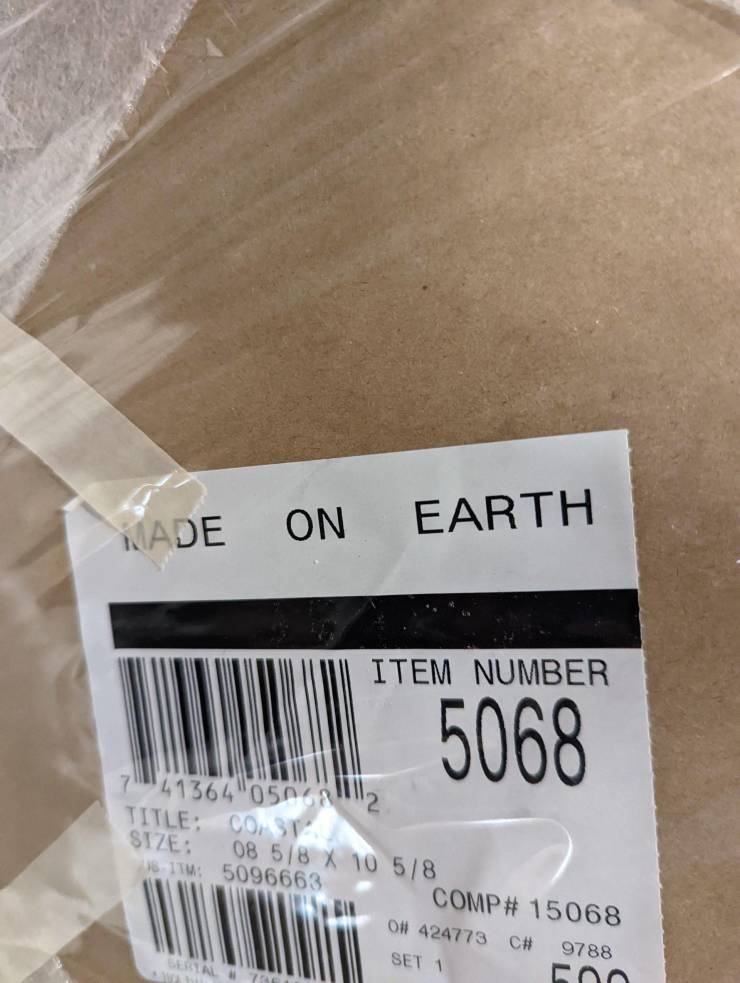 MADE ON EARTH
ITEM NUMBER
5068
7 41364 05068 2
TITLE:
SIZE: 08 5/8 X 10 5/8
5096663
COMP# 15068
O# 424773 C# 9788
SET 1
SERIAL #